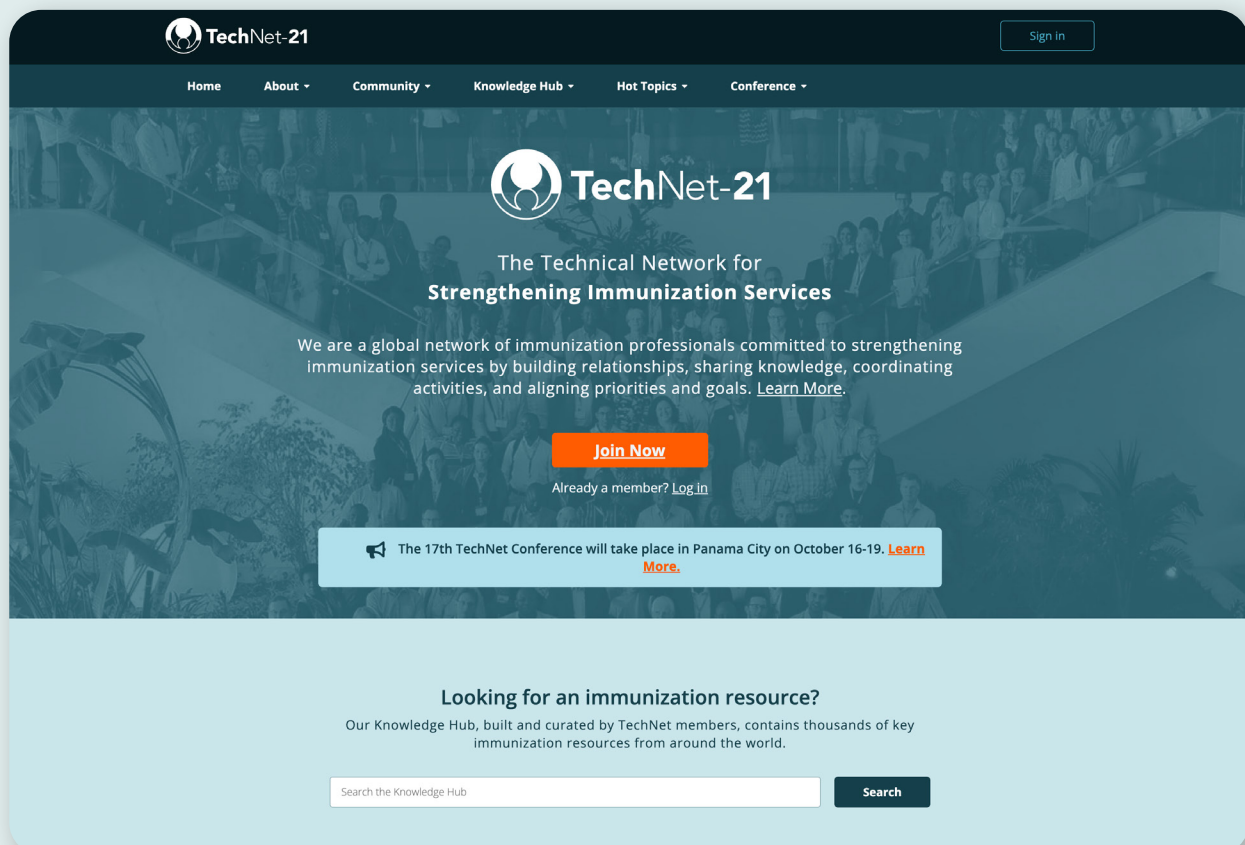 TechNet-21
Sign in
Home About Community Knowledge Hub Hot Topics Conference
TechNet-21
The Technical Network for
Strengthening Immunization Services
We are a global network of immunization professionals committed to strengthening
immunization services by building relationships, sharing knowledge, coordinating
activities, and aligning priorities and goals. Learn More.
Join Now
Already a member? Log in
The 17th TechNet Conference will take place in Panama City on October 16-19. Learn
More.
Looking for an immunization resource?
Our Knowledge Hub, built and curated by TechNet members, contains thousands of key
immunization resources from around the world.
Search the Knowledge Hub
Search